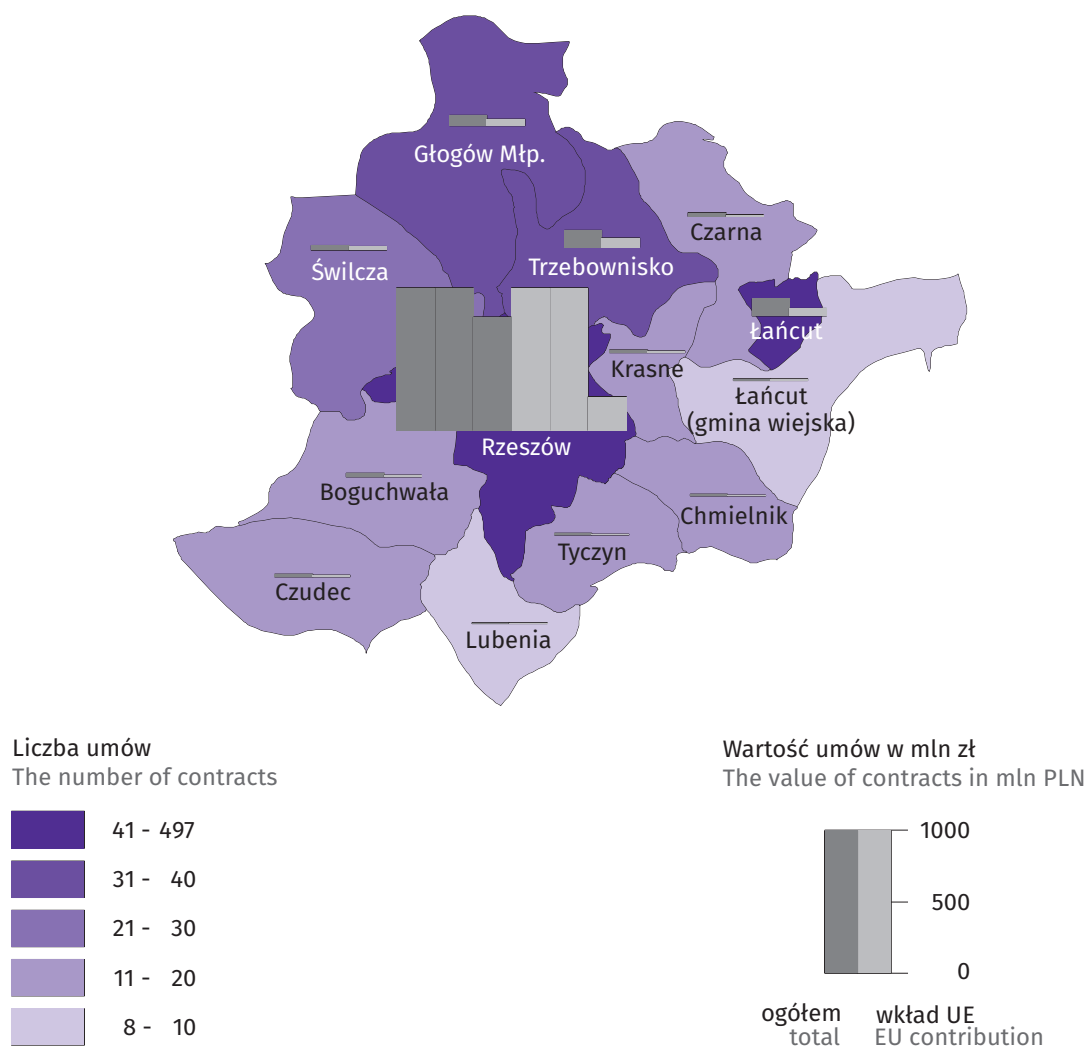 Głogów Młp.
Czarna
Świlcza
Trzebownisko
Łańcut
Krasne
Łańcut
(gmina wiejska)
Rzeszów
Boguchwała
Chmielnik
Tyczyn
Czudec
Lubenia
Liczba umów
The number of contracts
41 - 497
31 - 40
21 - 30
11 - 20
8 - 10
Wartość umów w mln zł
The value of contracts in mln PLN
1000
500
0
ogółem wkład UE
total EU contribution